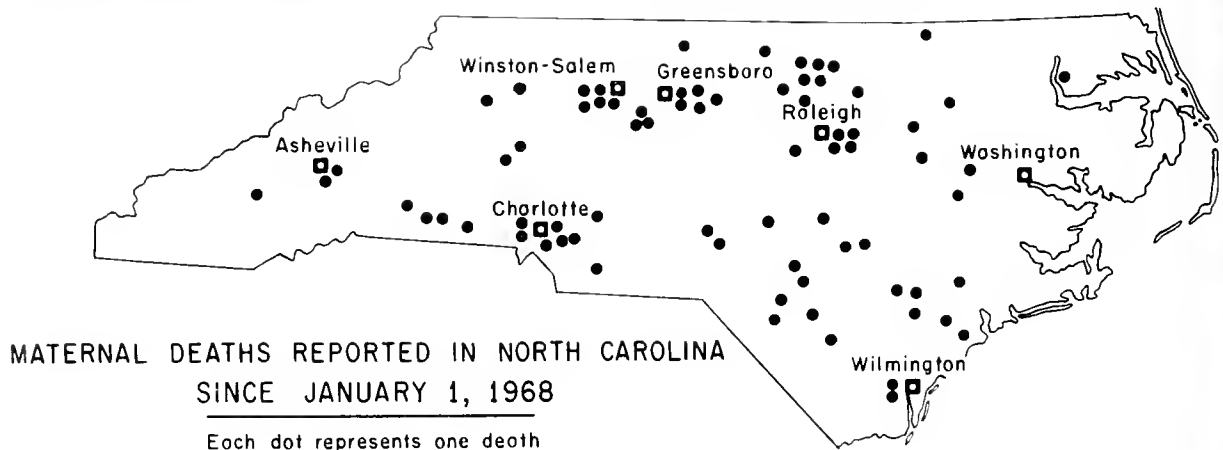 Winston-Salem
Greensboro
Raleigh
Asheville
Washington
Charlotte
MATERNAL DEATHS REPORTED IN NORTH CAROLINA
SINCE JANUARY 1, 1968
Wilmington
Each dot represents one death